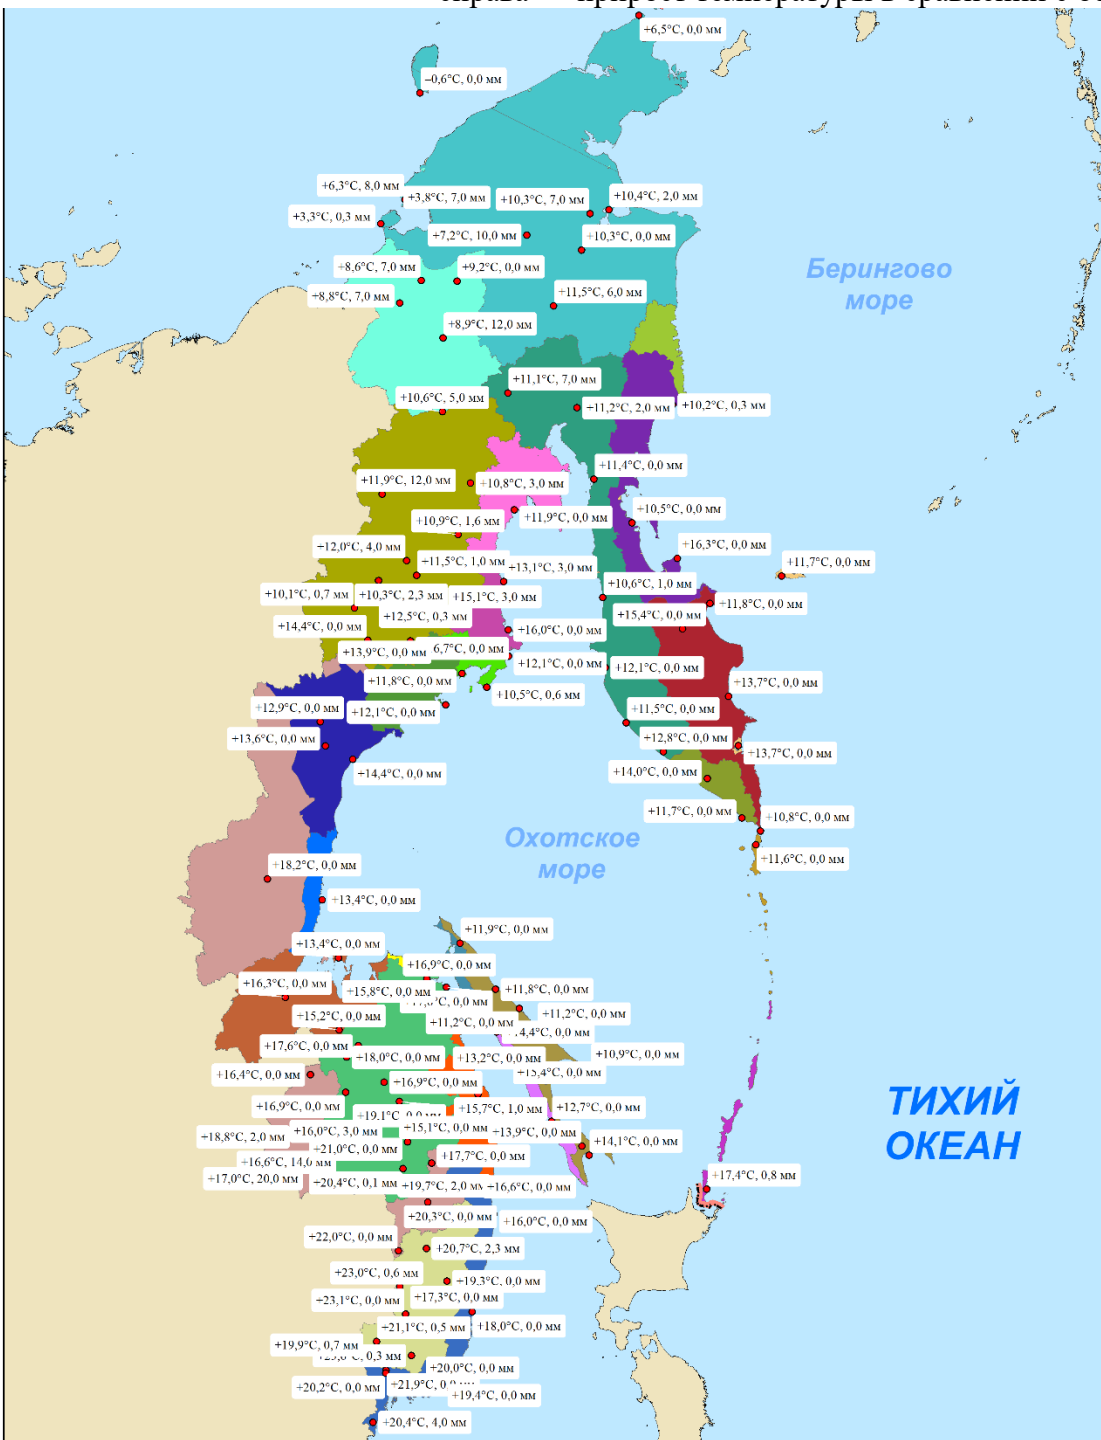 +6,5°C, 0,0 мм
–0,6°C, 0,0 мм
+6,3°C, 8,0 мм
+3,8°C, 7,0 мм
+10,3°C, 7,0 мм
+10,4°C, 2,0 мм
+3,3°C, 0,3 мм
+7,2°C, 10,0 мм
+10,3°C, 0,0 мм
Берингово
море
+8,6°C, 7,0 мм
+9,2°C, 0,0 мм
+8,8°C, 7,0 мм
+11,5°C, 6,0 мм
+8,9°C, 12,0 мм
+11,1°C, 7,0 мм
+10,6°C, 5,0 мм
+11,2°C, 2,0 мм
+10,2°C, 0,3 мм
+11,4°C, 0,0 мм
+11,9°C, 12,0 мм
+10,8°C, 3,0 мм
+11,9°C, 0,0 мм
+10,5°C, 0,0 мм
+10,9°C, 1,6 мм
+16,3°C, 0,0 мм
+12,0°C, 4,0 мм
+11,5°C, 1,0 мм
+13,1°C, 3,0 мм
+11,7°C, 0,0 мм
+10,6°C, 1,0 мм
+10,1°C, 0,7 мм
+10,3°C, 2,3 мм
+15,1°C, 3,0 мм
+11,8°C, 0,0 мм
+12,5°C, 0,3 мм
+15,4°C, 0,0 мм
+14,4°C, 0,0 мм
+16,0°C, 0,0 мм
+13,9°C, 0,0 мм
6,7°C, 0,0 мм
+12,1°C, 0,0 мм
+12,1°C, 0,0 мм
+11,8°C, 0,0 мм
+13,7°C, 0,0 мм
+10,5°C, 0,6 мм
+12,9°C, 0,0 мм
+12,1°C, 0,0 мм
+11,5°C, 0,0 мм
+13,6°C, 0,0 мм
+12,8°C, 0,0 мм
+13,7°C, 0,0 мм
+14,4°C, 0,0 мм
+14,0°C, 0,0 мм
+11,7°C, 0,0 мм
+10,8°C, 0,0 мм
Охотское
море
+11,6°C, 0,0 мм
+18,2°C, 0,0 мм
+13,4°C, 0,0 мм
+11,9°C, 0,0 мм
+13,4°C, 0,0 мм
+16,9°C, 0,0 мм
+16,3°C, 0,0 мм
+15,8°C, 0,0 мм
+11,8°C, 0,0 мм
0,0 мм
+15,2°C, 0,0 мм
+11,2°C, 0,0 мм
+11,2°C, 0,0 мм
4,4°C, 0,0 мм
+17,6°C, 0,0 мм
+18,0°C, 0,0 мм
+13,2°C, 0,0 мм
+10,9°C, 0,0 мм
+16,4°C, 0,0 мм
+15,4°C, 0,0 мм
+16,9°C, 0,0 мм
+16,9°C, 0,0 мм
+15,7°C, 1,0 мм
+12,7°C, 0,0 мм
+19,1°C, 0,0 мм
ТИХИЙ
ОКЕАН
+18,8°C, 2,0 мм
+16,0°C, 3,0 мм
+15,1°C, 0,0 мм
+13,9°C, 0,0 мм
+14,1°C, 0,0 мм
+21,0°C, 0,0 мм
+16,6°C, 14,0 мм
+17,7°C, 0,0 мм
+17,0°C, 20,0 мм
+20,4°C, 0,1 мм
+19,7°C, 2,0 мм
+16,6°C, 0,0 мм
+17,4°C, 0,8 мм
+20,3°C, 0,0 мм
+16,0°C, 0,0 мм
+22,0°C, 0,0 мм
+20,7°C, 2,3 мм
+23,0°C, 0,6 мм
+19,3°C, 0,0 мм
+23,1°C, 0,0 мм
+17,3°C, 0,0 мм
+21,1°C, 0,5 мм
+18,0°C, 0,0 мм
+19,9°C, 0,7 мм
0,3 мм
+20,0°C, 0,0 мм
+20,2°C, 0,0 мм
+21,9°C,
+19,4°C, 0,0 мм
+20,4°C, 4,0 мм